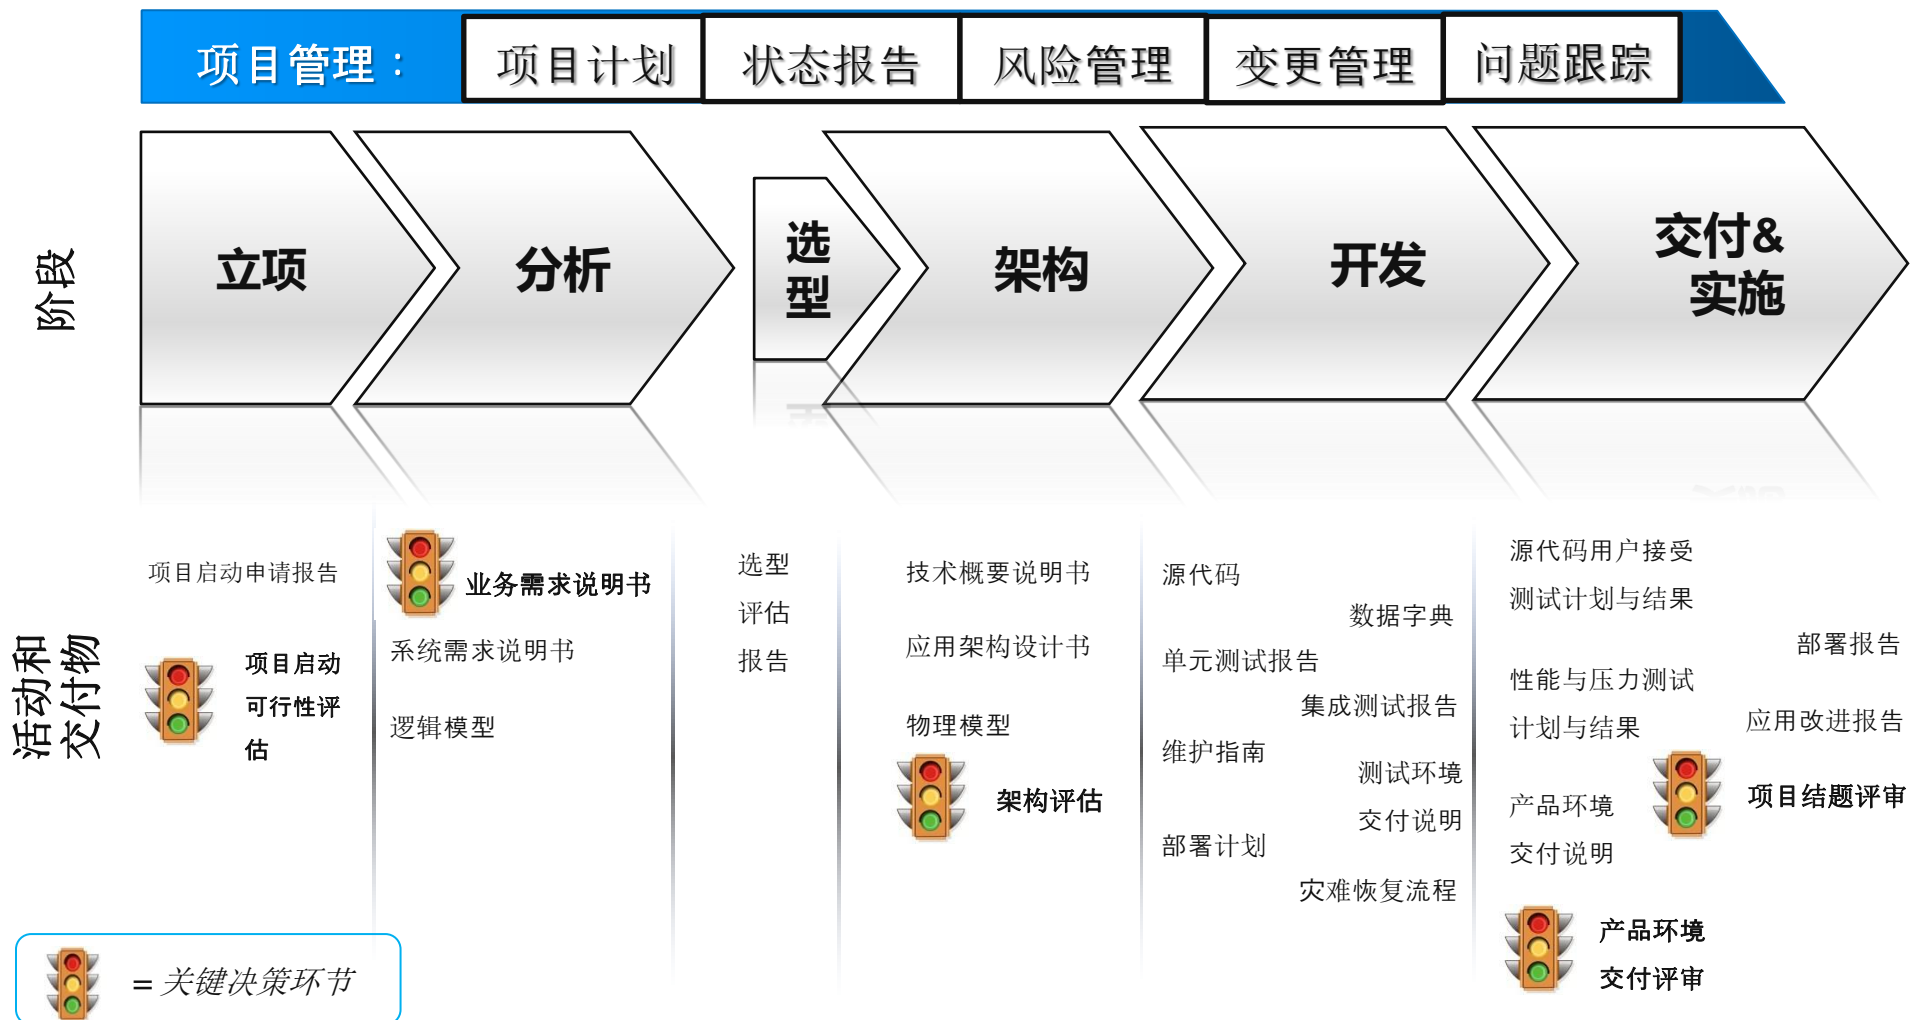 项目管理：
项目计划
状态报告
风险管理
变更管理
问题跟踪
阶段
立项
分析
选
型
架构
开发
交付&
实施
活动和
交付物
项目启动申请报告
项目启动
可行性评
估
业务需求说明书
系统需求说明书
逻辑模型
选型
评估
报告
技术概要说明书
应用架构设计书
物理模型
架构评估
源代码
数据字典
单元测试报告
集成测试报告
维护指南
测试环境
交付说明
部署计划
灾难恢复流程
源代码用户接受
测试计划与结果
部署报告
性能与压力测试
计划与结果
应用改进报告
项目结题评审
产品环境
交付说明
产品环境
交付评审
=关键决策环节